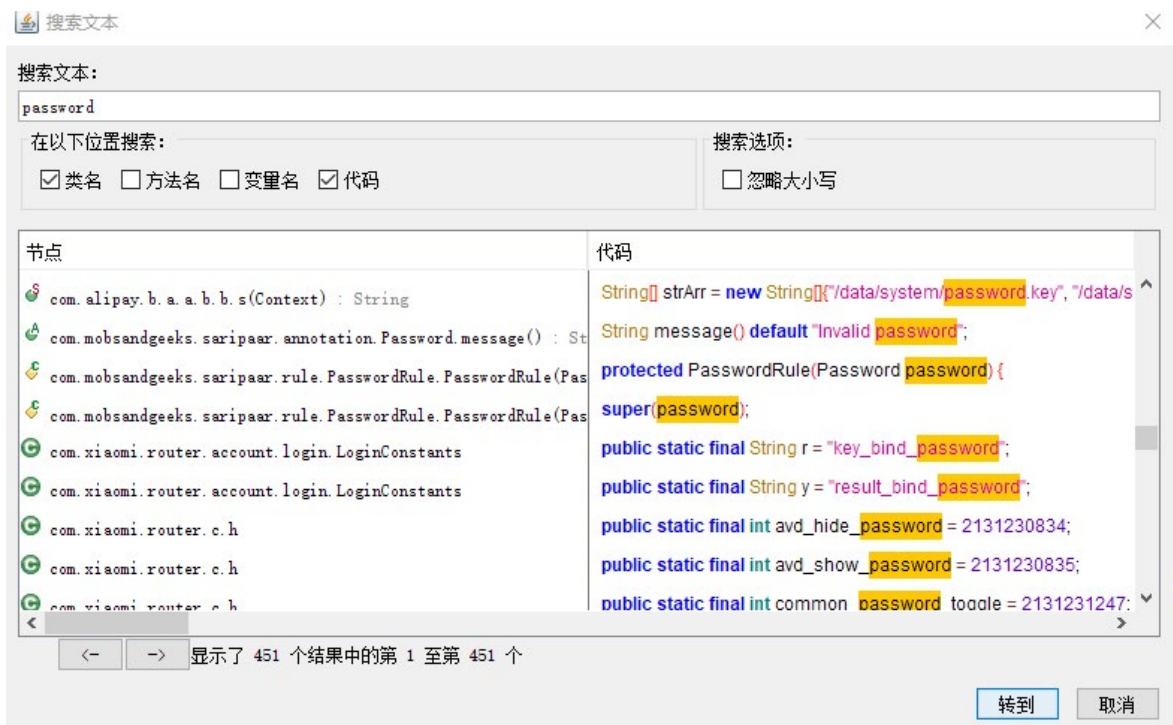 搜索文本
搜索文本:
password
在以下位置搜索:
搜索选项:
类名 方法名 变量名 代码
忽略大小写
节点 代码
com.alipay.b.a.a.b.b.s(Context) : String String[] strArr = new String[]{"/data/system/password.key", "/data/s
com.mobsandgeeks.saripaar.annotation.Password.message() : St String message() default "Invalid password";
com.mobsandgeeks.saripaar.rule.PasswordRule.PasswordRule(Pas protected PasswordRule(Password password) {
com.mobsandgeeks.saripaar.rule.PasswordRule.PasswordRule(Pas super(password);
com.xiaomi.router.account.login.LoginConstants public static final String r = "key_bind_password";
com.xiaomi.router.account.login.LoginConstants public static final String y = "result_bind_password";
com.xiaomi.router.c.h public static final int avd_hide_password = 2131230834;
com.xiaomi.router.c.h public static final int avd_show_password = 2131230835;
com.xiaomi.router.c.h public static final int common_password_toggle = 2131231247;
<- -> 显示了 451 个结果中的第 1 至第 451 个
转到 取消